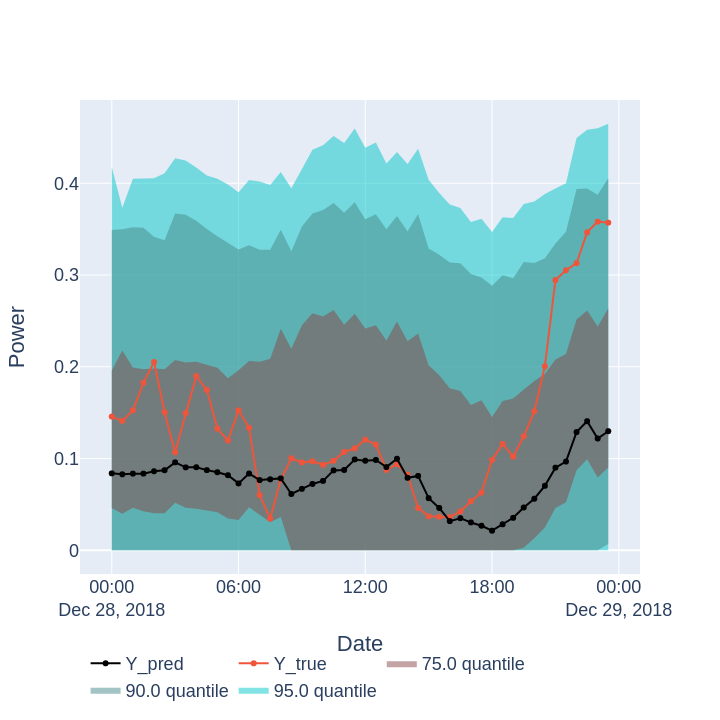 Power
0.4
0.3
0.2
0.1
0
00:00 06:00 12:00 18:00 00:00
Dec 28, 2018 Dec 29, 2018
Date
Y_pred Y_true 75.0 quantile
90.0 quantile 95.0 quantile